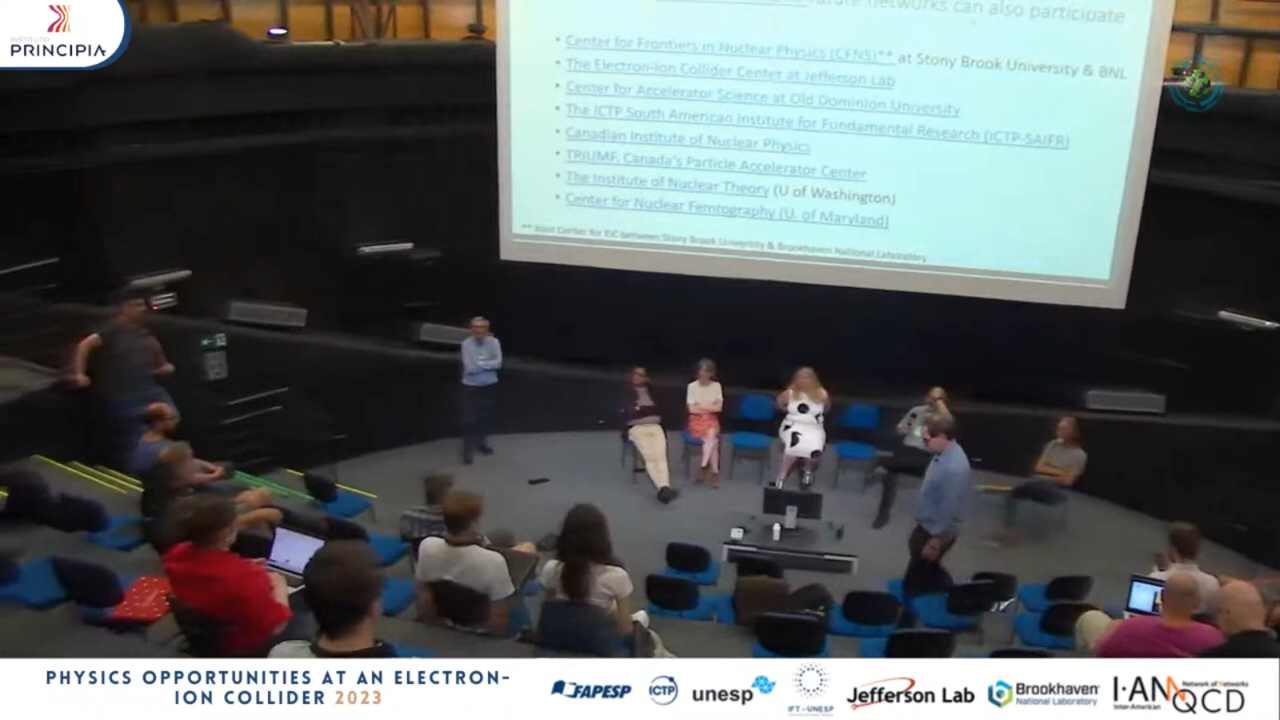 INSTITUTO
PRINCIPIA
future networks can also participate
• Center for Frontiers in Nuclear Physics (CFNS)** at Stony Brook University & BNL
• The Electron-Ion Collider Center at Jefferson Lab
• Center for Accelerator Science at Old Dominion University
• The ICTP South American Institute for Fundamental Research (ICTP-SAIFR)
• Canadian Institute of Nuclear Physics
• TRIUMF, Canada's Particle Accelerator Center
• The Institute of Nuclear Theory (U of Washington)
• Center for Nuclear Femtography (U. of Maryland)
** Joint Center for EIC between Stony Brook University & Brookhaven National Laboratory
PHYSICS OPPORTUNITIES AT AN ELECTRON-
ION COLLIDER 2023
FAPESP
ICTP
unesp
IFT - UNESP
Jefferson Lab
Brookhaven
National Laboratory
I·AN
Inter-American
Network of Networks
QCD